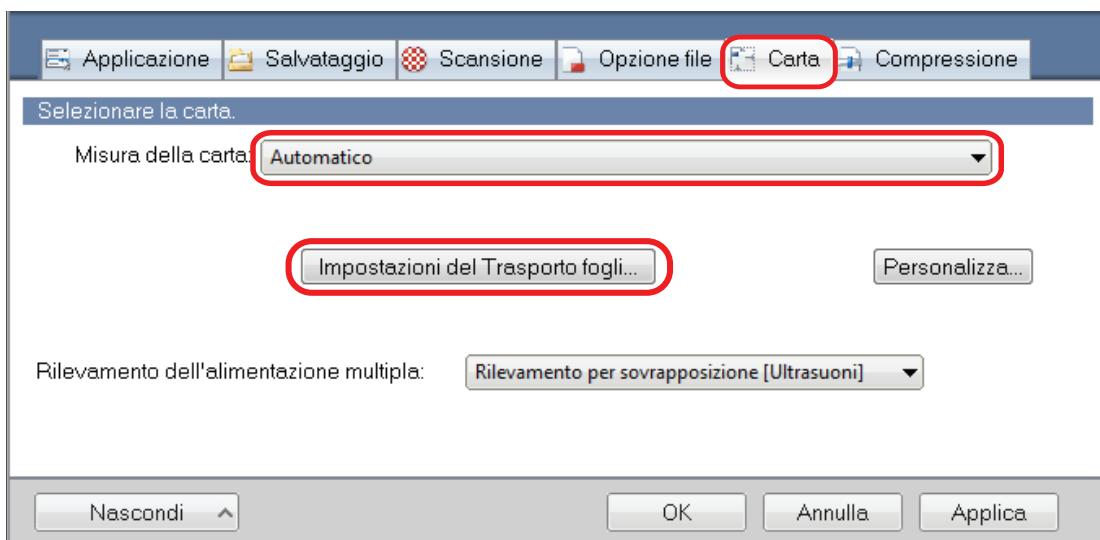 Applicazione Salvataggio Scansione Opzione file Carta Compressione
Selezionare la carta.
Misura della carta: Automatico
Impostazioni del Trasporto fogli... Personalizza...
Rilevamento dell'alimentazione multipla: Rilevamento per sovrapposizione [Ultrasuoni]
Nascondi OK Annulla Applica